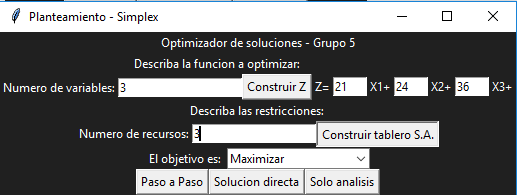 Planteamiento - Simplex
Optimizador de soluciones - Grupo 5
Describa la funcion a optimizar:
Numero de variables: 3 Construir Z Z= 21 X1+ 24 X2+ 36 X3+
Describa las restricciones:
Numero de recursos: 3 Construir tablero S.A.
El objetivo es: Maximizar
Paso a Paso Solucion directa Solo analisis